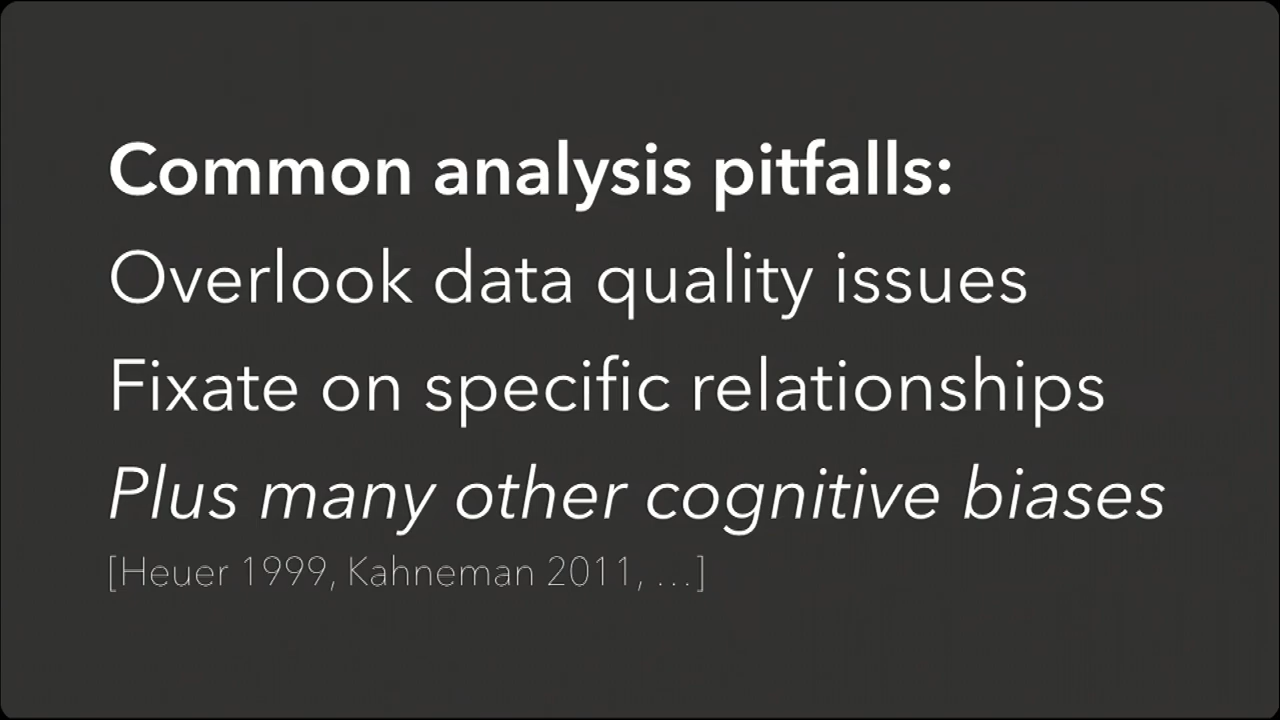 Common analysis pitfalls:
Overlook data quality issues
Fixate on specific relationships
Plus many other cognitive biases
[Heuer 1999, Kahneman 2011, …]